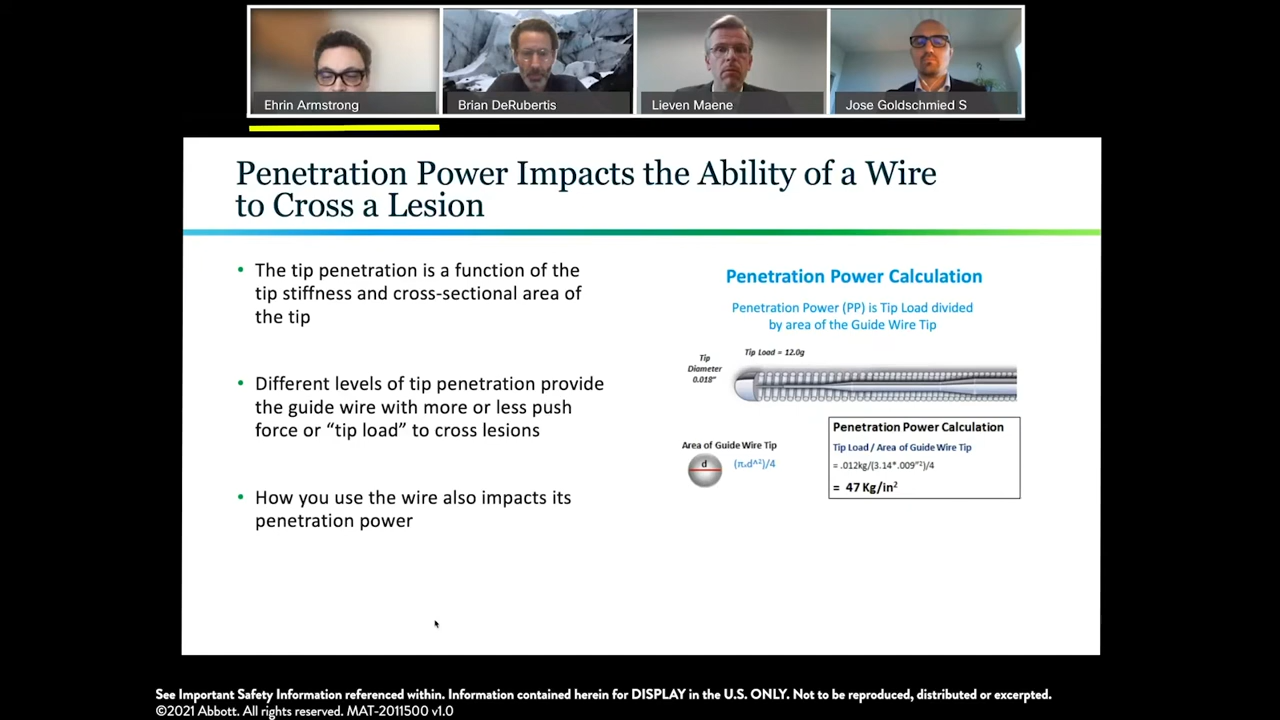 Ehrin Armstrong
Brian DeRubertis
Lieven Maene
Jose Goldschmied S
Penetration Power Impacts the Ability of a Wire
to Cross a Lesion
• The tip penetration is a function of the
tip stiffness and cross-sectional area of
the tip
• Different levels of tip penetration provide
the guide wire with more or less push
force or “tip load” to cross lesions
• How you use the wire also impacts its
penetration power
Penetration Power Calculation
Penetration Power (PP) is Tip Load divided
by area of the Guide Wire Tip
Tip Load = 12.0g
Tip
Diameter
0.018"
Area of Guide Wire Tip
d
(π*d^²)/4
Penetration Power Calculation
Tip Load / Area of Guide Wire Tip
= .012kg/(3.14*.009"²)/4
= 47 Kg/in²
See Important Safety Information referenced within. Information contained herein for DISPLAY in the U.S. ONLY. Not to be reproduced, distributed or excerpted.
©2021 Abbott. All rights reserved. MAT-2011500 v1.0